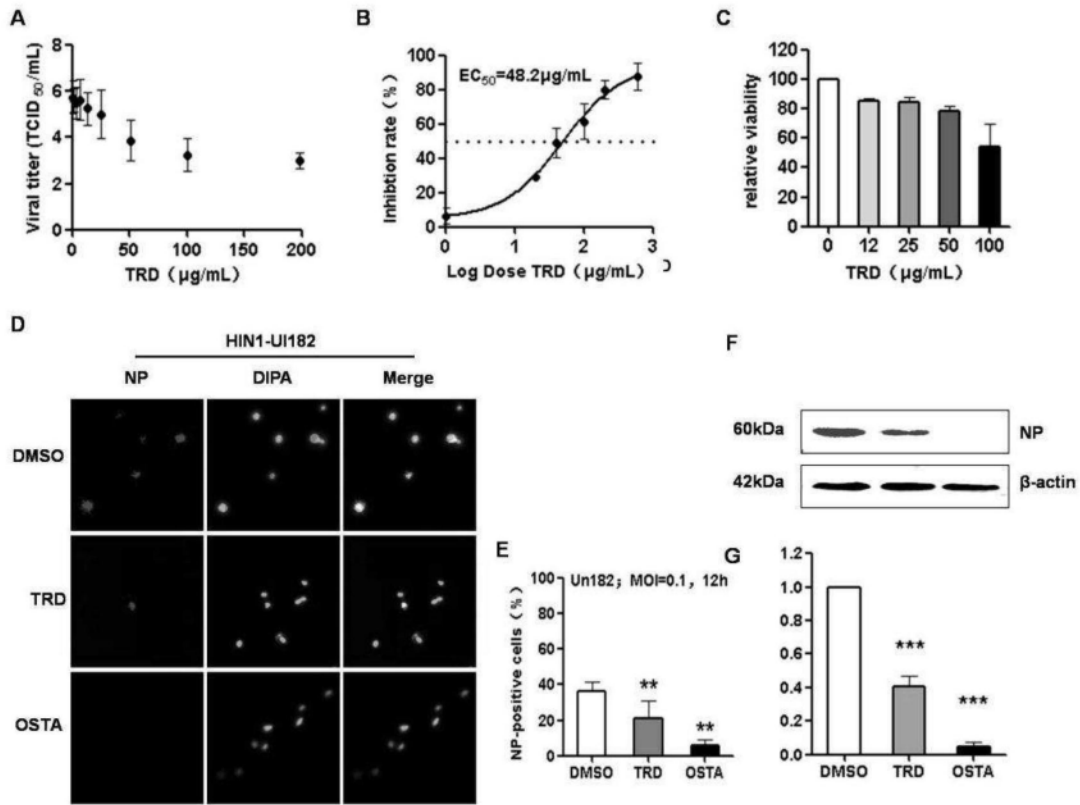 A
Viral titer (TCID 50/mL)
8
6
4
2
0
0 50 100 150 200
TRD (μg/mL)
B
EC50=48.2μg/mL
Inhibtion rate (%)
100
80
60
40
20
0
0 1 2 3
Log Dose TRD (μg/mL)
C
relative viability
120
100
80
60
40
20
0
0 12 25 50 100
TRD (μg/mL)
D
HIN1-UI182
NP DIPA Merge
DMSO
TRD
OSTA
E
Un182; MOI=0.1, 12h
NP-positive cells (%)
100
80
60
40
20
0
**
**
DMSO TRD OSTA
F
60kDa NP
42kDa β-actin
G
1.2
1.0
0.8
0.6
0.4
0.2
0.0
***
***
DMSO TRD OSTA